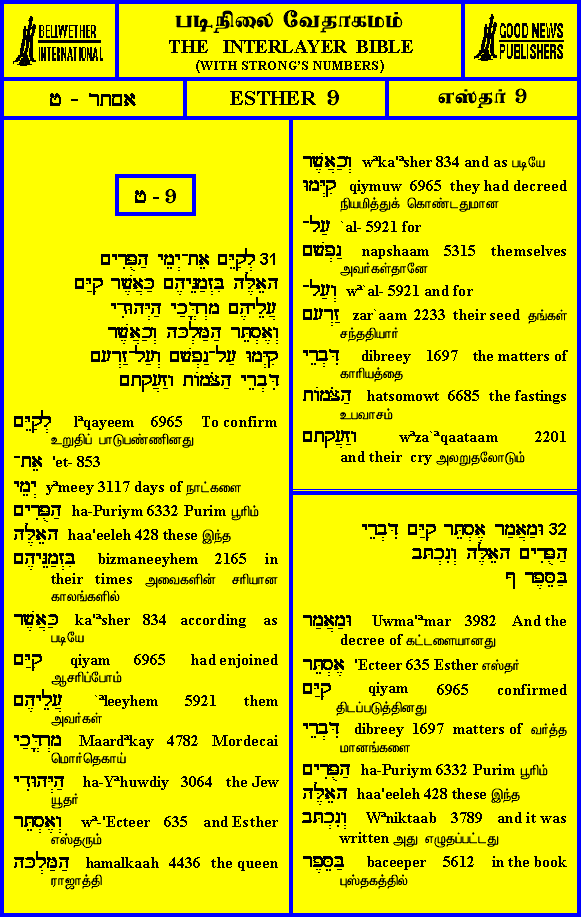 BELLWETHER
INTERNATIONAL
படிநிலை வேதாகமம்
THE INTERLAYER BIBLE
(WITH STRONG'S NUMBERS)
GOOD NEWS
PUBLISHERS
אסתר - ט
ESTHER 9
எஸ்தர் 9
ט - 9
31 לְקַיֵּם אֶת־יְמֵי הַפֻּרִים
הָאֵלֶּה בִּזְמַנֵּיהֶם כַּאֲשֶׁר קִיַּם
עֲלֵיהֶם מָרְדֳּכַי הַיְּהוּדִי
וְאֶסְתֵּר הַמַּלְכָּה וְכַאֲשֶׁר
קִיְּמוּ עַל־נַפְשָׁם וְעַל־זַרְעָם
דִּבְרֵי הַצֹּמוֹת וְזַעֲקָתָם
לְקַיֵּם lªqayeem 6965 To confirm
உறுதிப் பாடுபண்ணினது
אֶת־ 'et- 853
יְמֵי yªmeey 3117 days of நாட்களை
הַפֻּרִים ha-Puriym 6332 Purim பூரிம்
הָאֵלֶּה haa'eeleh 428 these இந்த
בִּזְמַנֵּיהֶם bizmaneeyhem 2165 in
their times அவைகளின் சரியான
காலங்களில்
כַּאֲשֶׁר ka'ªsher 834 according as
படியே
קִיַּם qiyam 6965 had enjoined
ஆசரிப்போம்
עֲלֵיהֶם `ªleeyhem 5921 them
அவர்கள்
מָרְדֳּכַי Maardªkay 4782 Mordecai
மொர்தெகாய்
הַיְּהוּדִי ha-Yªhuwdiy 3064 the Jew
யூதர்
וְאֶסְתֵּר wª-'Ecteer 635 and Esther
எஸ்தரும்
הַמַּלְכָּה hamalkaah 4436 the queen
ராஜாத்தி
וְכַאֲשֶׁר wªka'ªsher 834 and as படியே
קִיְּמוּ qiymuw 6965 they had decreed
நியமித்துக் கொண்டதுமான
עַל־ `al- 5921 for
נַפְשָׁם napshaam 5315 themselves
அவர்கள்தானே
וְעַל־ wª`al- 5921 and for
זַרְעָם zar`aam 2233 their seed தங்கள்
சந்ததியார்
דִּבְרֵי dibreey 1697 the matters of
காரியத்தை
הַצֹּמוֹת hatsomowt 6685 the fastings
உபவாசம்
וְזַעֲקָתָם wªza`ªqaataam 2201
and their cry அலறுதலோடும்
32 וּמַאֲמַר אֶסְתֵּר קִיַּם דִּבְרֵי
הַפֻּרִים הָאֵלֶּה וְנִכְתָּב
בַּסֵּפֶר ף
וּמַאֲמַר Uwma'ªmar 3982 And the
decree of கட்டளையானது
אֶסְתֵּר 'Ecteer 635 Esther எஸ்தர்
קִיַּם qiyam 6965 confirmed
திடப்படுத்தினது
דִּבְרֵי dibreey 1697 matters of வர்த்த
மானங்களை
הַפֻּרִים ha-Puriym 6332 Purim பூரிம்
הָאֵלֶּה haa'eeleh 428 these இந்த
וְנִכְתָּב Wªniktaab 3789 and it was
written அது எழுதப்பட்டது
בַּסֵּפֶר baceeper 5612 in the book
புஸ்தகத்தில்